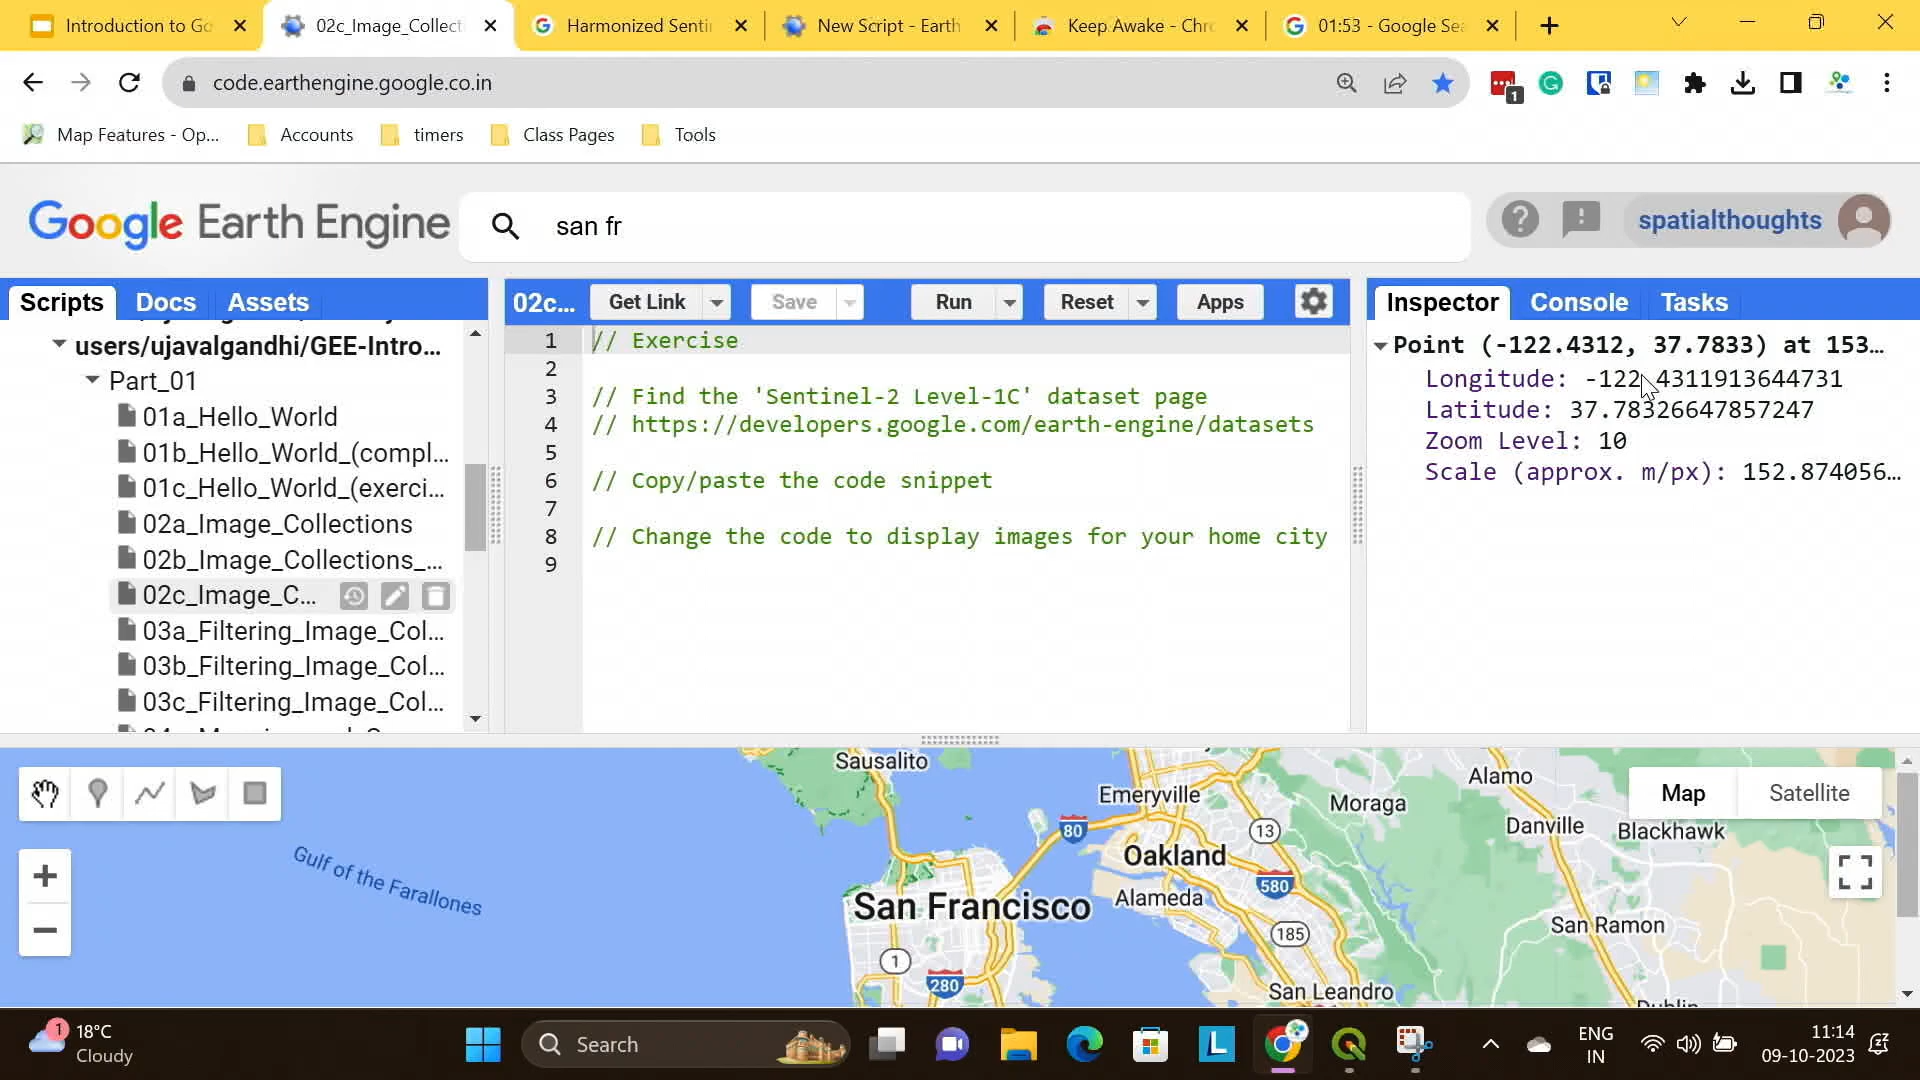 Introduction to Go
02c_Image_Collect
Harmonized Senti
New Script - Earth
Keep Awake - Chro
01:53 - Google Sea
code.earthengine.google.co.in
1
Map Features - Op...
Accounts
timers
Class Pages
Tools
Google Earth Engine
san fr
spatialthoughts
Scripts
Docs
Assets
02c...
Get Link
Save
Run
Reset
Apps
Inspector
Console
Tasks
users/ujavalgandhi/GEE-Intro...
Part_01
01a_Hello_World
01b_Hello_World_(compl...
01c_Hello_World_(exerci...
02a_Image_Collections
02b_Image_Collections_...
02c_Image_C...
03a_Filtering_Image_Col...
03b_Filtering_Image_Col...
03c_Filtering_Image_Col...
1 // Exercise
2
3 // Find the 'Sentinel-2 Level-1C' dataset page
4 // https://developers.google.com/earth-engine/datasets
5
6 // Copy/paste the code snippet
7
8 // Change the code to display images for your home city
9
Point (-122.4312, 37.7833) at 153...
Longitude: -122.4311913644731
Latitude: 37.78326647857247
Zoom Level: 10
Scale (approx. m/px): 152.874056...
Sausalito
Emeryville
Moraga
Alamo
Map
Satellite
Danville
Blackhawk
80
13
Oakland
580
Gulf of the Farallones
San Francisco
Alameda
185
San Ramon
1
280
San Leandro
Dublin
1
18°C
Cloudy
Search
L
ENG
IN
11:14
09-10-2023